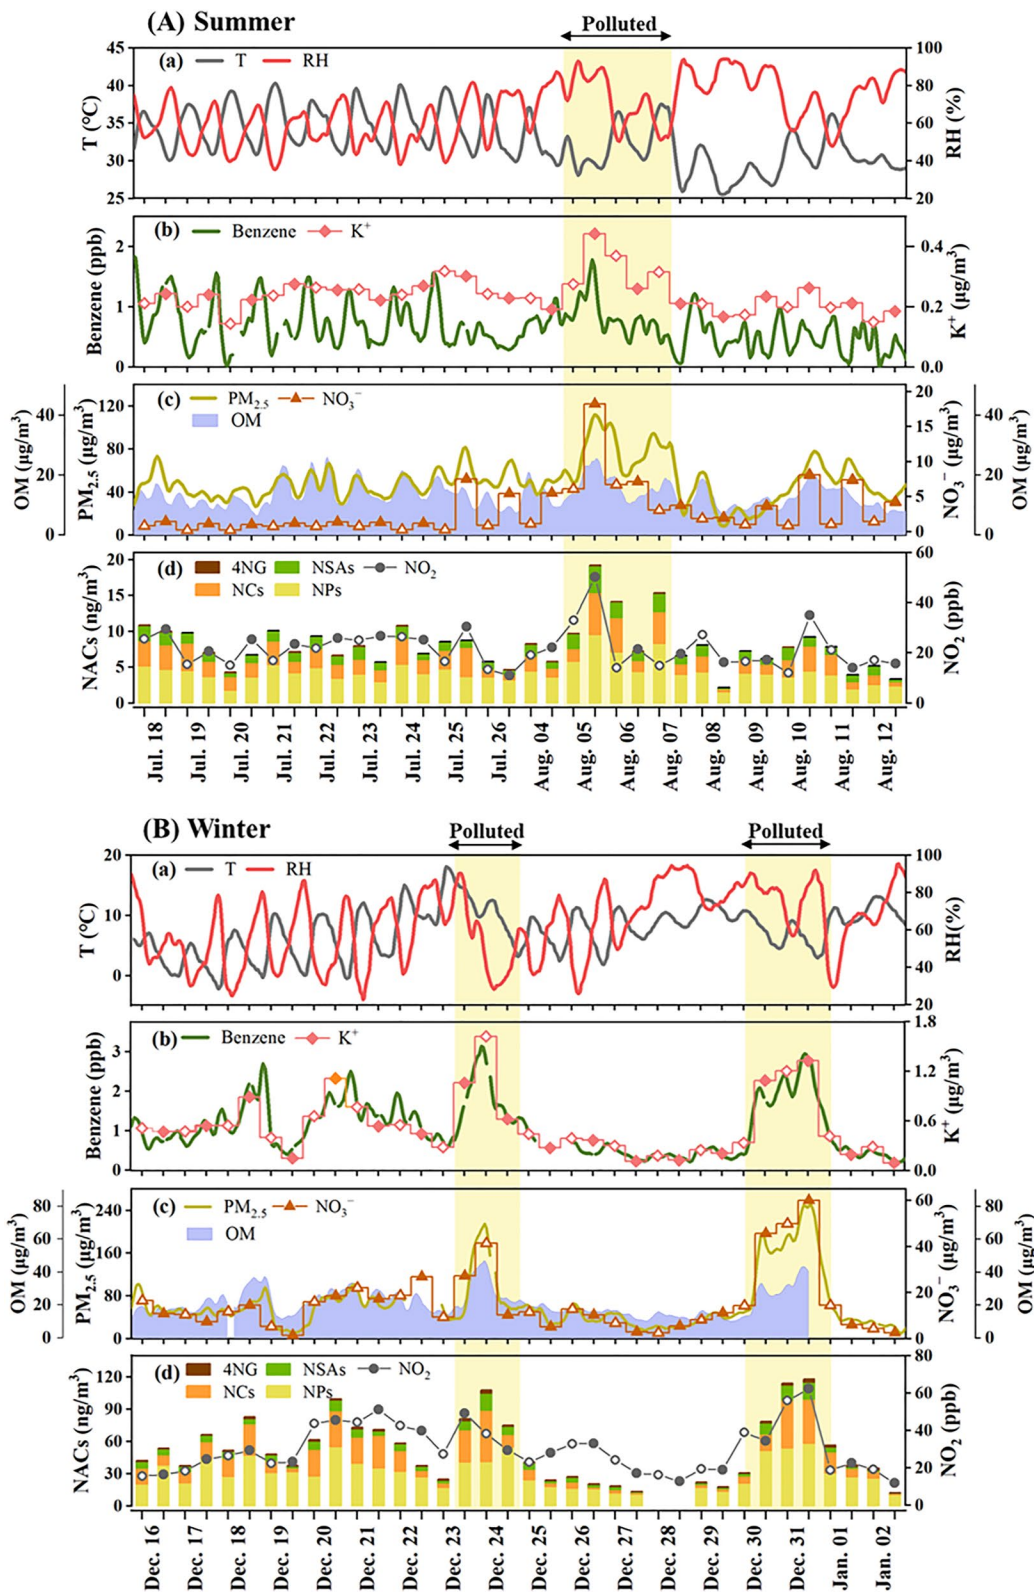 (A) Summer
Polluted
(a) T RH
45
40
35
30
25
T (°C)
100
80
60
40
20
RH (%)
(b) Benzene K⁺
2
1
0
Benzene (ppb)
0.4
0.2
0.0
K⁺ (μg/m³)
(c) PM₂.₅ NO₃⁻
OM
40
20
0
OM (μg/m³)
120
80
40
0
PM₂.₅ (μg/m³)
20
15
10
5
0
NO₃⁻ (μg/m³)
40
20
0
OM (μg/m³)
(d) 4NG NSAs NO₂
NCs NPs
20
15
10
5
0
NACs (ng/m³)
60
40
20
0
NO₂ (ppb)
Jul. 18 Jul. 19 Jul. 20 Jul. 21 Jul. 22 Jul. 23 Jul. 24 Jul. 25 Jul. 26 Aug. 04 Aug. 05 Aug. 06 Aug. 07 Aug. 08 Aug. 09 Aug. 10 Aug. 11 Aug. 12
(B) Winter
Polluted Polluted
(a) T RH
20
10
0
T (°C)
100
80
60
40
20
RH(%)
(b) Benzene K⁺
3
2
1
0
Benzene (ppb)
1.8
1.2
0.6
0.0
K⁺ (μg/m³)
(c) PM₂.₅ NO₃⁻
OM
80
60
40
20
0
OM (μg/m³)
240
160
80
0
PM₂.₅ (μg/m³)
60
40
20
0
NO₃⁻ (μg/m³)
80
60
40
20
0
OM (μg/m³)
(d) 4NG NSAs NO₂
NCs NPs
120
90
60
30
0
NACs (ng/m³)
80
60
40
20
0
NO₂ (ppb)
Dec. 16 Dec. 17 Dec. 18 Dec. 19 Dec. 20 Dec. 21 Dec. 22 Dec. 23 Dec. 24 Dec. 25 Dec. 26 Dec. 27 Dec. 28 Dec. 29 Dec. 30 Dec. 31 Jan. 01 Jan. 02